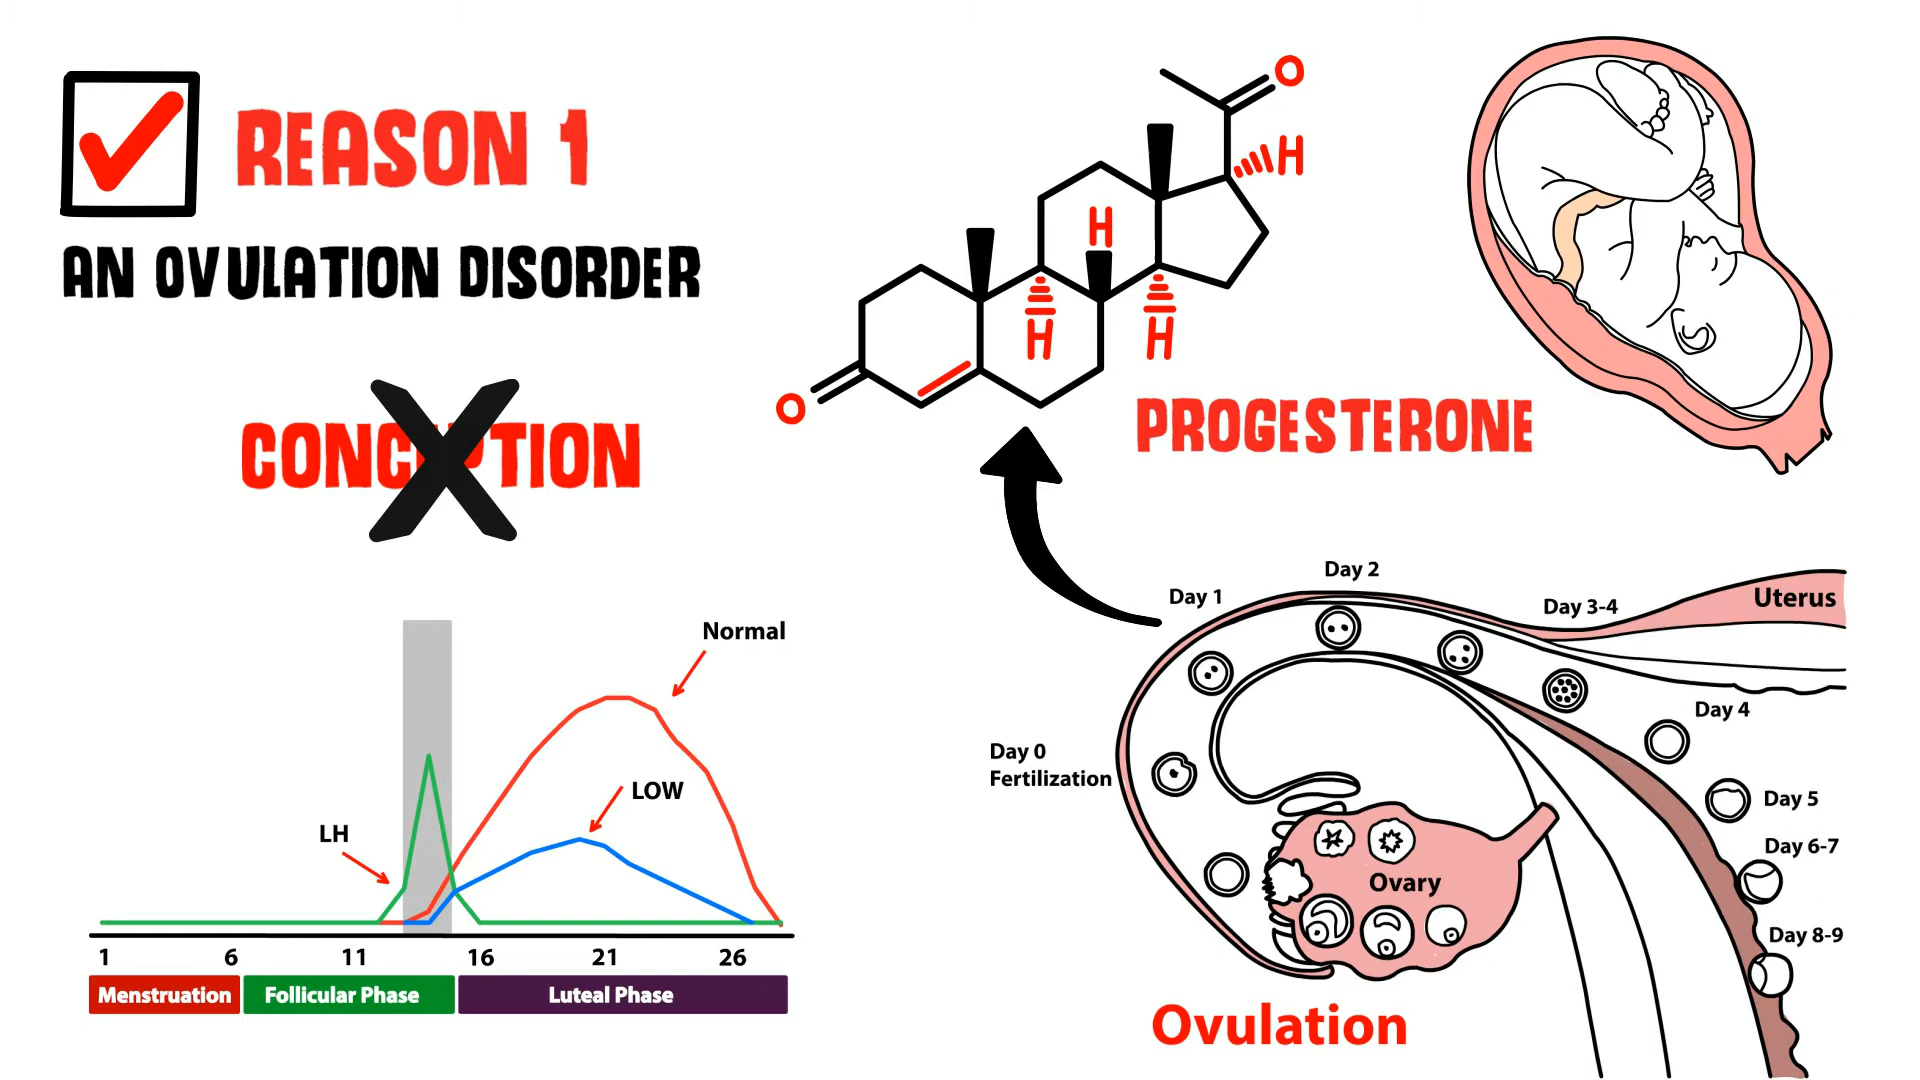 REASON 1
AN OVULATION DISORDER
CONC PTION
O
H
H
H
H
O
PROGESTERONE
Normal
LOW
LH
1 6 11 16 21 26
Menstruation Follicular Phase Luteal Phase
Day 2
Day 1
Day 3-4
Uterus
Day 4
Day 0
Fertilization
Day 5
Day 6-7
Ovary
Day 8-9
Ovulation